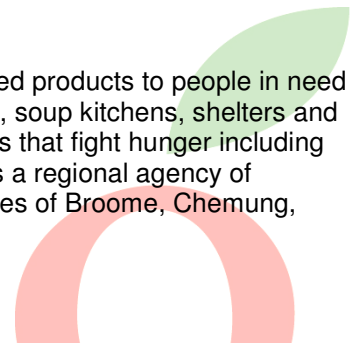 ed products to people in need
, soup kitchens, shelters and
s that fight hunger including
s a regional agency of
es of Broome, Chemung,